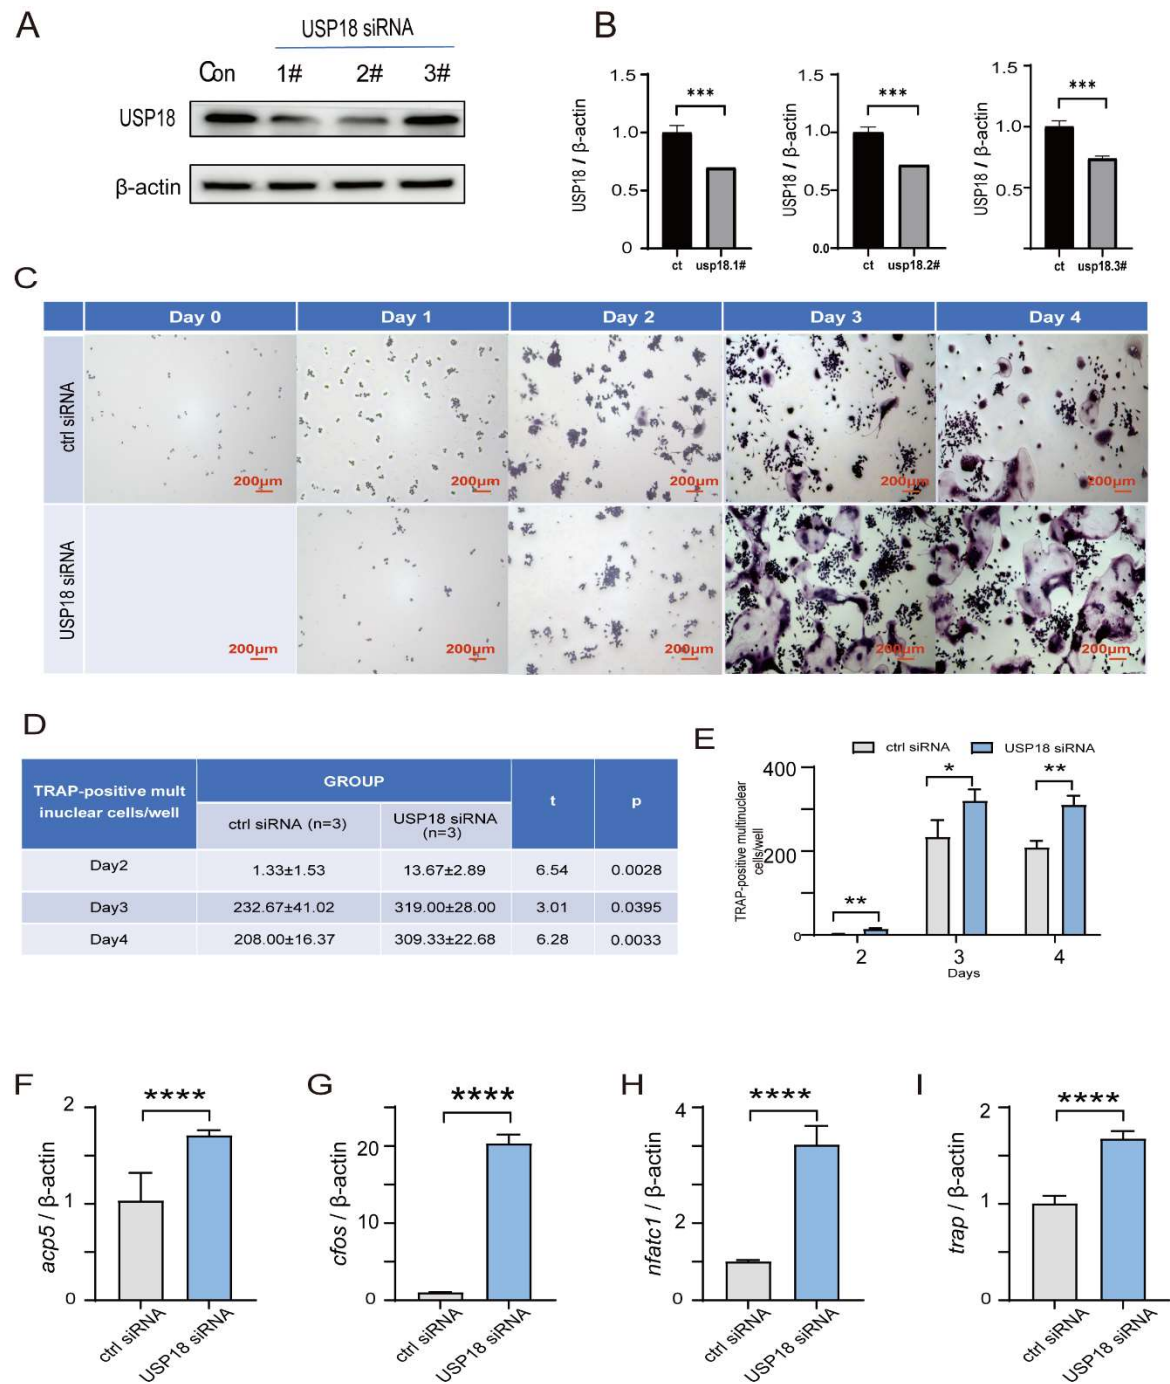 A
USP18 siRNA
Con 1# 2# 3#
USP18
β-actin
B
USP18 / β-actin
1.5
1.0
0.5
0
***
ct usp18.1#
USP18 / β-actin
1.5
1.0
0.5
0.0
***
ct usp18.2#
USP18 / β-actin
1.5
1.0
0.5
0
***
ct usp18.3#
C
Day 0 Day 1 Day 2 Day 3 Day 4
ctrl siRNA
200μm 200μm 200μm 200μm 200μm
USP18 siRNA
200μm 200μm 200μm 200μm 200μm
D
TRAP-positive mult
inuclear cells/well
GROUP
t
p
ctrl siRNA (n=3)
USP18 siRNA
(n=3)
Day2 1.33±1.53 13.67±2.89 6.54 0.0028
Day3 232.67±41.02 319.00±28.00 3.01 0.0395
Day4 208.00±16.37 309.33±22.68 6.28 0.0033
E
ctrl siRNA USP18 siRNA
TRAP-positive multinuclear
cells/well
400
200
0
**
*
**
2 3 4
Days
F
acp5 / β-actin
2
1
0
****
ctrl siRNA
USP18 siRNA
G
cfos / β-actin
20
10
0
****
ctrl siRNA
USP18 siRNA
H
nfatc1 / β-actin
4
2
0
****
ctrl siRNA
USP18 siRNA
I
trap / β-actin
2
1
0
****
ctrl siRNA
USP18 siRNA